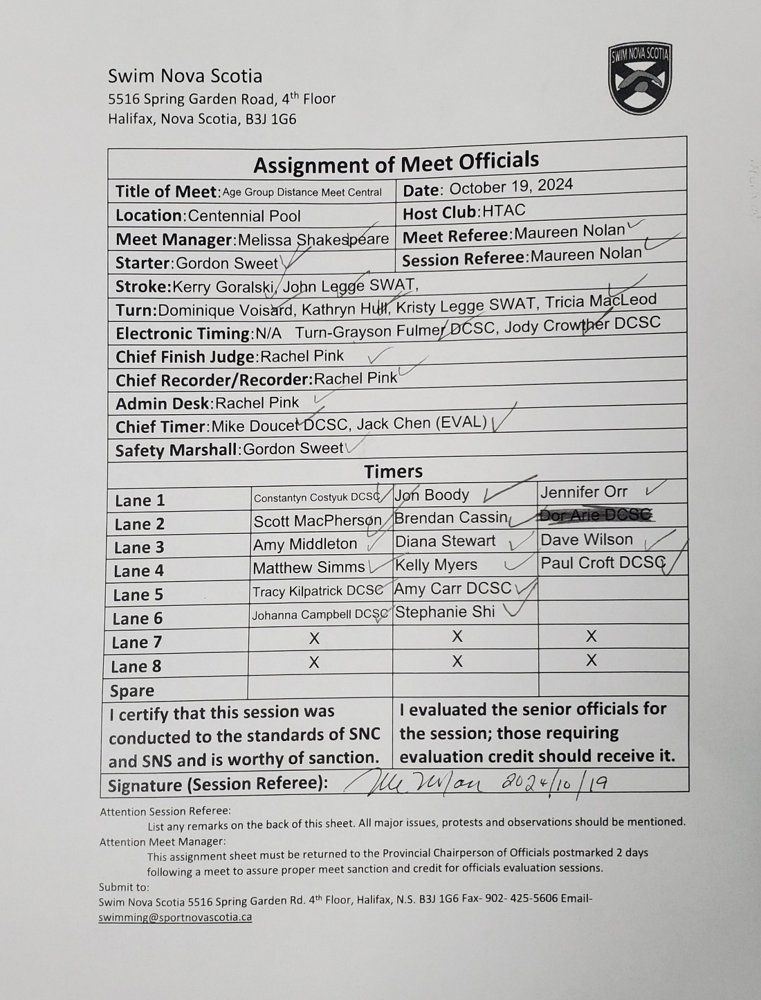 SWIM NOVA SCOTIA
Swim Nova Scotia
5516 Spring Garden Road, 4th Floor
Halifax, Nova Scotia, B3J 1G6
Assignment of Meet Officials
Title of Meet:Age Group Distance Meet Central Date: October 19, 2024
Location:Centennial Pool Host Club:HTAC
Meet Manager:Melissa Shakespeare Meet Referee:Maureen Nolan
Starter:Gordon Sweet Session Referee:Maureen Nolan
Stroke:Kerry Goralski, John Legge SWAT,
Turn:Dominique Voisard, Kathryn Hull, Kristy Legge SWAT, Tricia MacLeod
Electronic Timing:N/A Turn-Grayson Fulmer DCSC, Jody Crowther DCSC
Chief Finish Judge:Rachel Pink
Chief Recorder/Recorder:Rachel Pink
Admin Desk:Rachel Pink
Chief Timer:Mike Doucet DCSC, Jack Chen (EVAL)
Safety Marshall:Gordon Sweet
Timers
Lane 1 Constantyn Costyuk DCSC Jon Boody Jennifer Orr
Lane 2 Scott MacPherson Brendan Cassin Dor Arie DCSC
Lane 3 Amy Middleton Diana Stewart Dave Wilson
Lane 4 Matthew Simms Kelly Myers Paul Croft DCSC
Lane 5 Tracy Kilpatrick DCSC Amy Carr DCSC
Lane 6 Johanna Campbell DCSC Stephanie Shi
Lane 7 X X X
Lane 8 X X X
Spare
I certify that this session was
conducted to the standards of SNC
and SNS and is worthy of sanction.
I evaluated the senior officials for
the session; those requiring
evaluation credit should receive it.
Signature (Session Referee): M Nolan 2024/10/19
Attention Session Referee:
List any remarks on the back of this sheet. All major issues, protests and observations should be mentioned.
Attention Meet Manager:
This assignment sheet must be returned to the Provincial Chairperson of Officials postmarked 2 days
following a meet to assure proper meet sanction and credit for officials evaluation sessions.
Submit to:
Swim Nova Scotia 5516 Spring Garden Rd. 4th Floor, Halifax, N.S. B3J 1G6 Fax- 902- 425-5606 Email-
swimming@sportnovascotia.ca